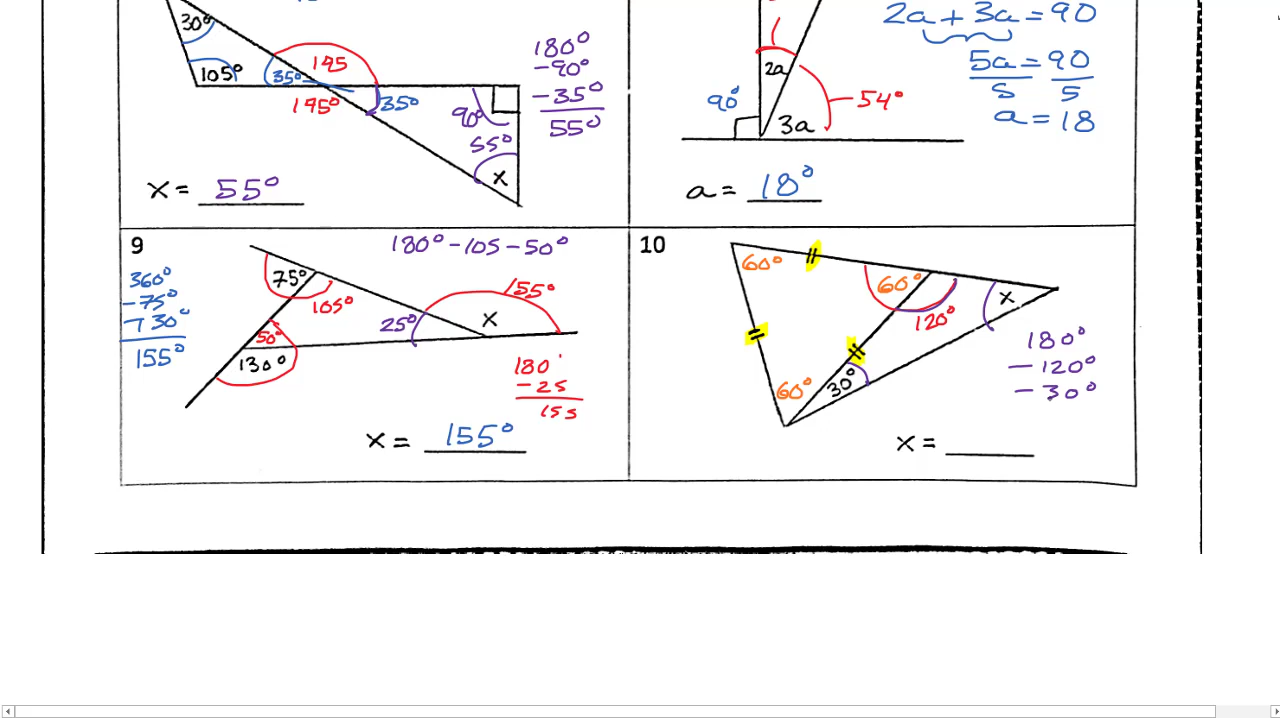 30°
105°
35°
145
145°
35°
90°
55°
x
180°
-90°
-35°
55°
x = 55°
2a + 3a = 90
5a = 90
5 5
a = 18
2a
90°
3a
54°
a = 18°
9
180° - 105 - 50°
360°
-75°
-130°
155°
75°
105°
50°
130°
25°
x
155°
180
-25
155
x = 155°
10
60°
60°
x
120°
60°
30°
180°
-120°
-30°
x =